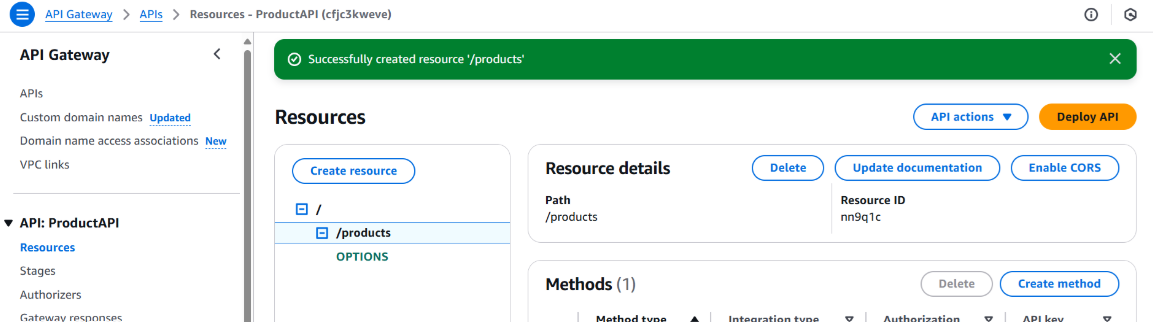 API Gateway > APIs > Resources - ProductAPI (cfjc3kweve)
API Gateway
APIs
Custom domain names Updated
Domain name access associations New
VPC links
API: ProductAPI
Resources
Stages
Authorizers
Gateway responses
Successfully created resource '/products'
Resources
API actions
Deploy API
Create resource
/
/products
OPTIONS
Resource details
Delete
Update documentation
Enable CORS
Path
/products
Resource ID
nn9q1c
Methods (1)
Delete
Create method
Method type
Integration type
Authorization
API key